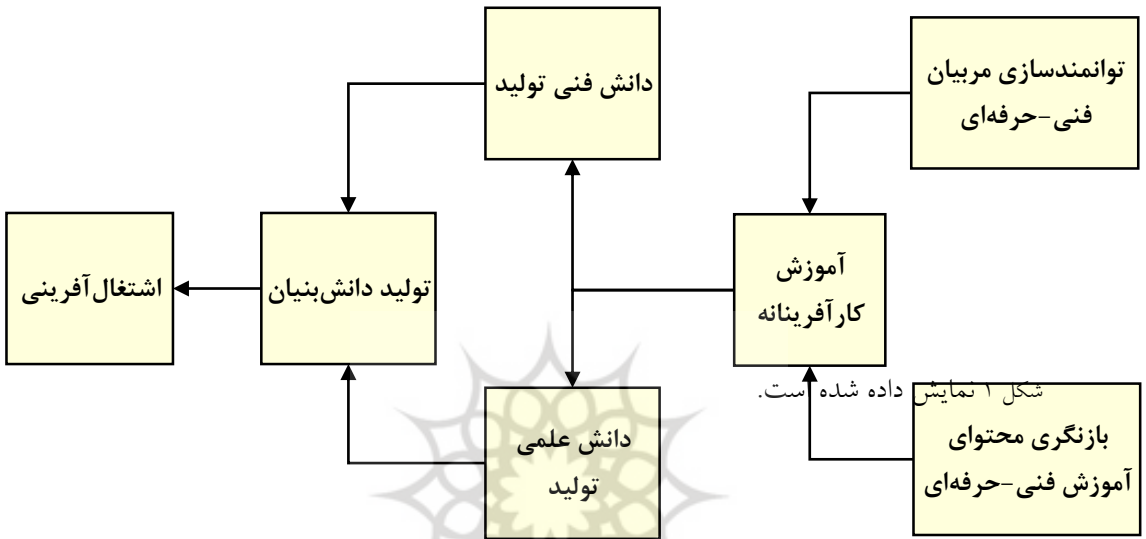 توانمندسازی مربیان
فنی-حرفه‌ای
دانش فنی تولید
آموزش
کارآفرینانه
تولید دانش‌بنیان
اشتغال‌آفرینی
شکل ۱ نمایش داده شده است.
بازنگری محتوای
آموزش فنی-حرفه‌ای
دانش علمی
تولید